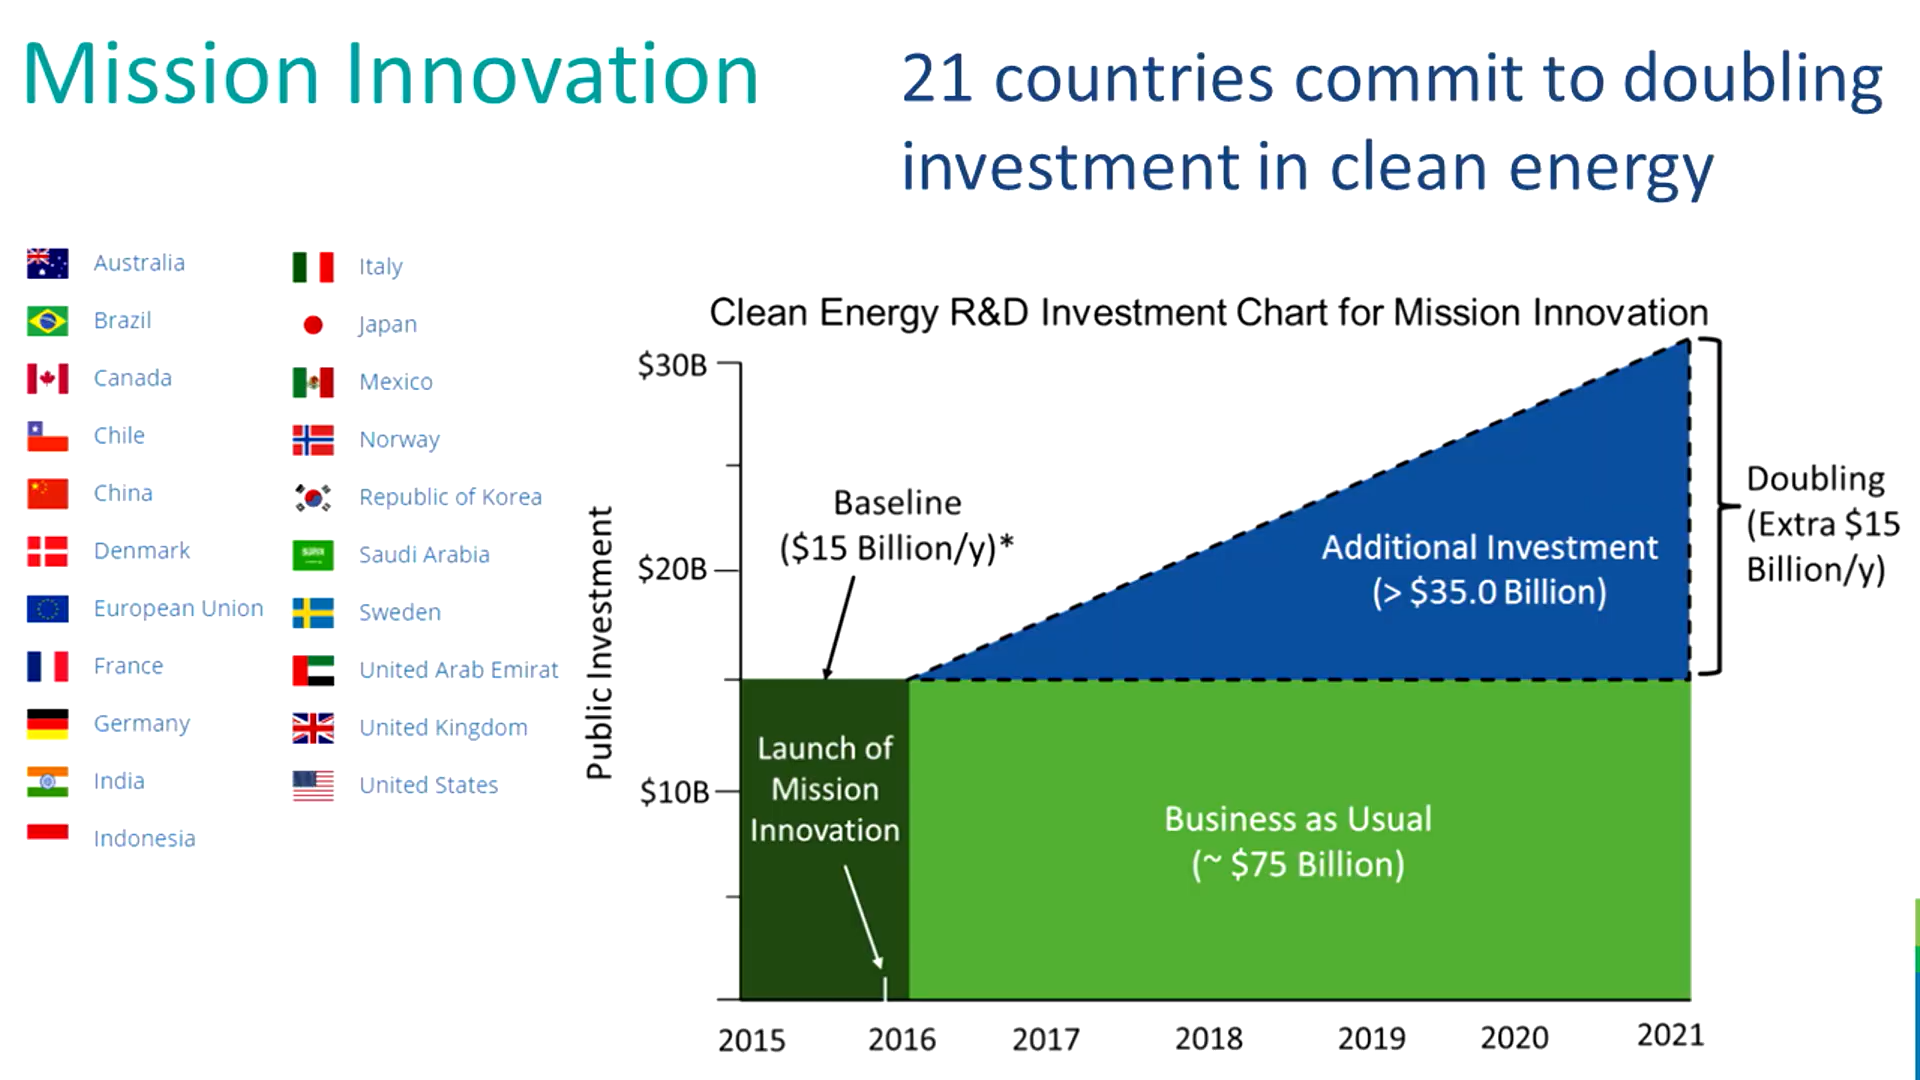 Mission Innovation
21 countries commit to doubling
investment in clean energy
Australia
Brazil
Canada
Chile
China
Denmark
European Union
France
Germany
India
Indonesia
Italy
Japan
Mexico
Norway
Republic of Korea
Saudi Arabia
Sweden
United Arab Emirat
United Kingdom
United States
Clean Energy R&D Investment Chart for Mission Innovation
Public Investment
$30B
$20B
$10B
Baseline
($15 Billion/y)*
Launch of
Mission
Innovation
Additional Investment
(> $35.0 Billion)
Business as Usual
(~ $75 Billion)
Doubling
(Extra $15
Billion/y)
2015 2016 2017 2018 2019 2020 2021